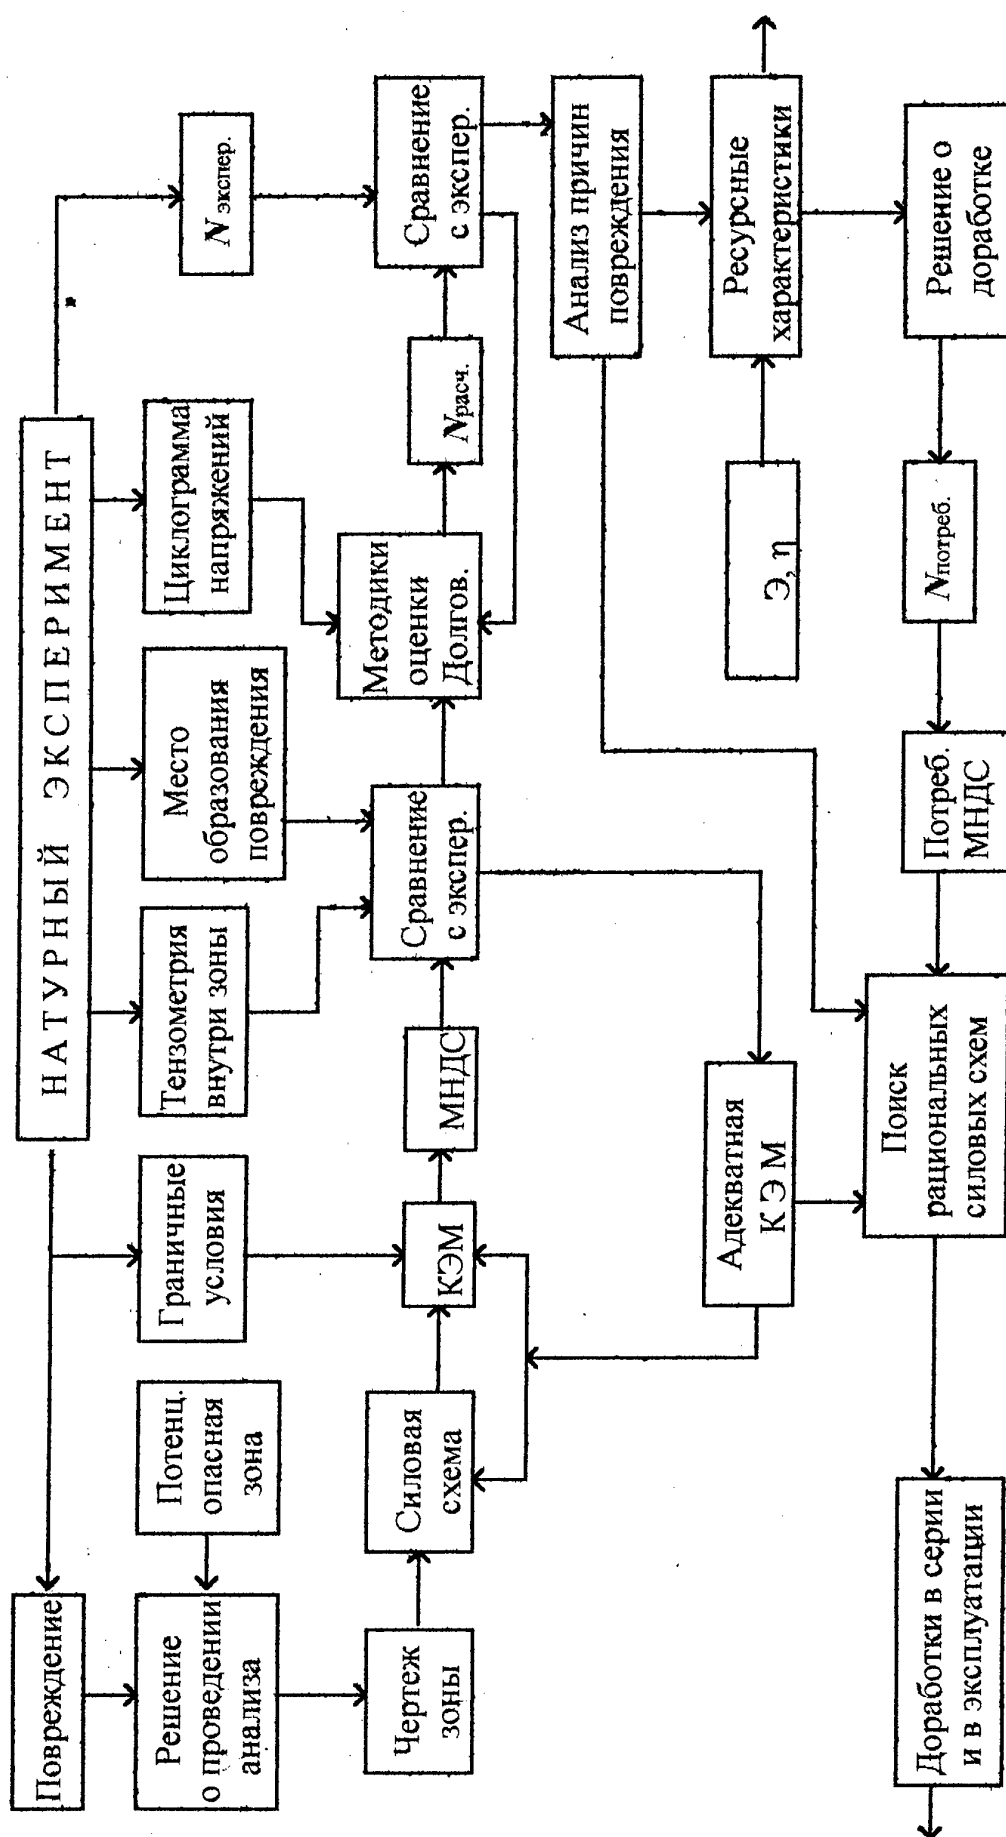 НАТУРНЫЙ ЭКСПЕРИМЕНТ
Повреждение
Решение
о проведении
анализа
Потенц.
опасная
зона
Граничные
условия
Тензометрия
внутри зоны
Место
образования
повреждения
Циклограмма
напряжений
N экспер.
Чертеж
зоны
Силовая
схема
КЭМ
МНДС
Сравнение
с экспер.
Методики
оценки
Долгов.
Nрасч.
Сравнение
с экспер.
Анализ причин
повреждения
Адекватная
КЭМ
Э, η
Ресурсные
характеристики
Доработки в серии
и в эксплуатации
Поиск
рациональных
силовых схем
Потреб.
МНДС
Nпотреб.
Решение о
доработке